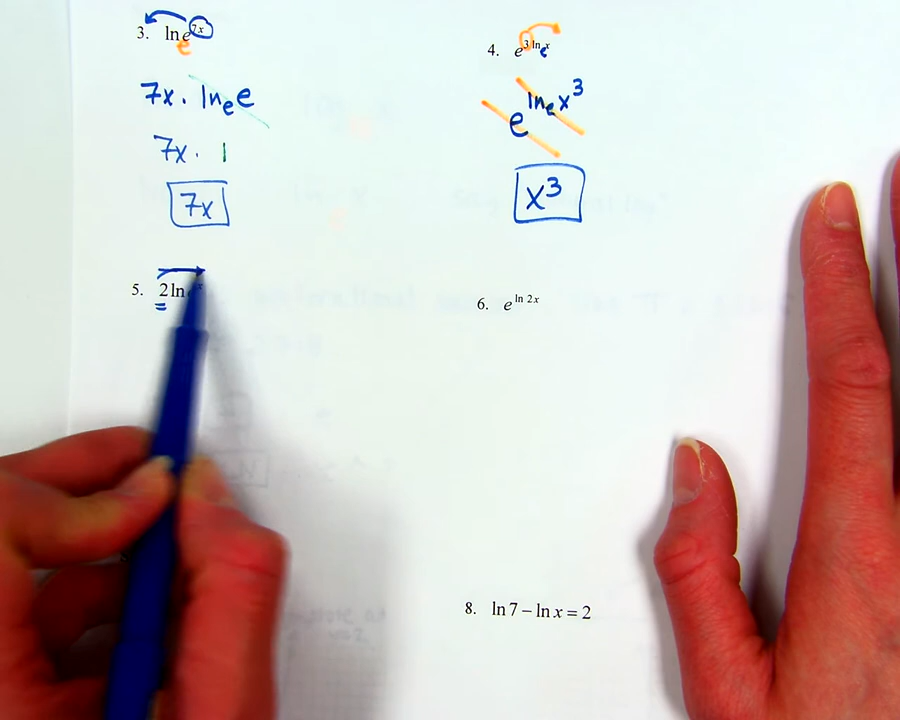 3. ln e^7x
e
7x · ln_e e
7x · 1
7x
4. e^3 ln_e x
e^ln_e x^3
x^3
5. 2 ln
6. e^ln 2x
8. ln 7 − ln x = 2